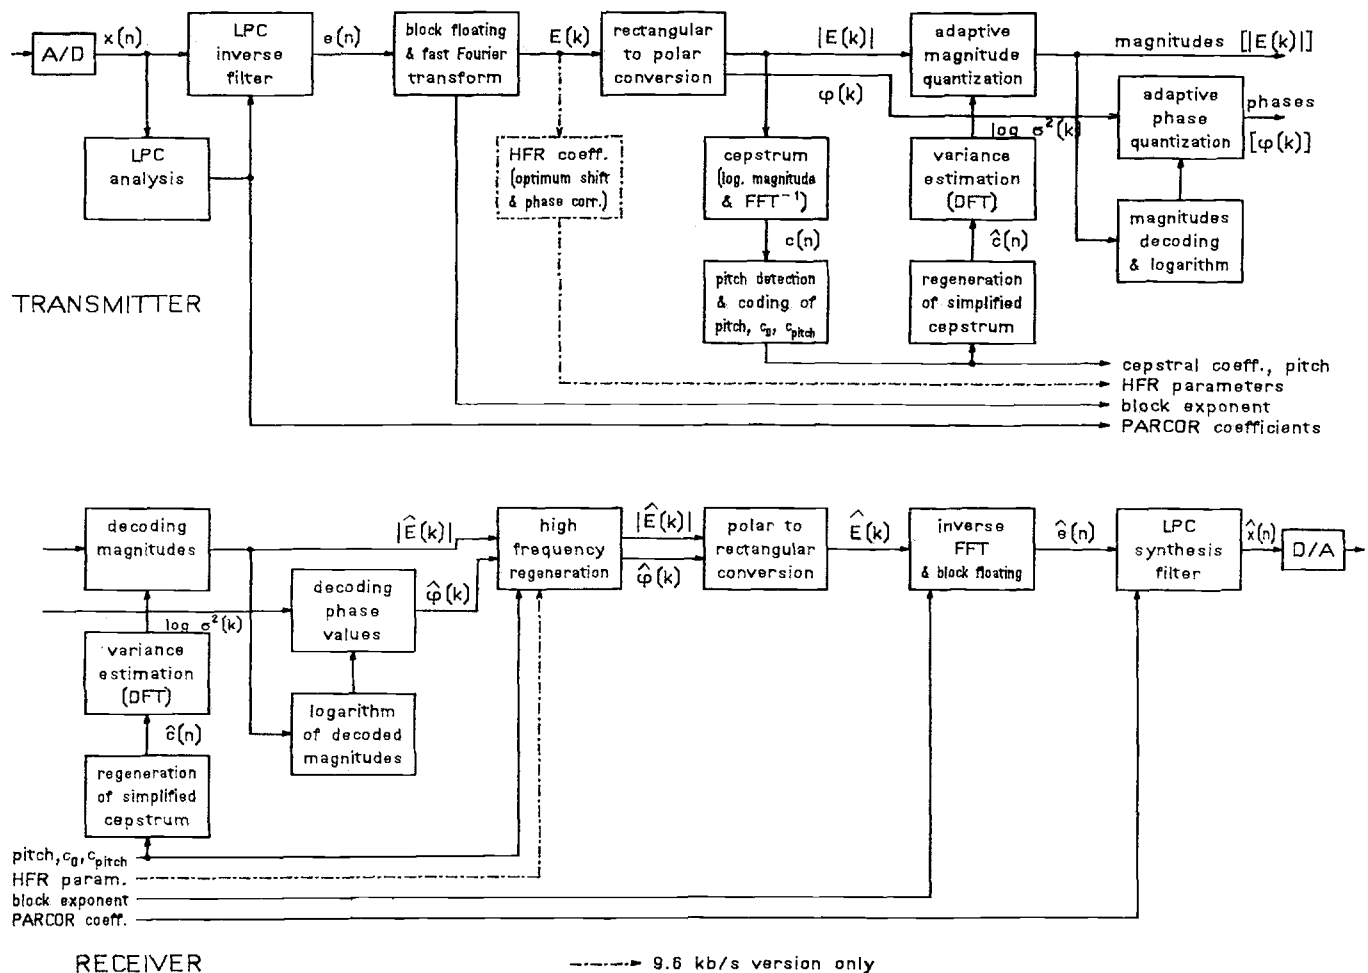 A/D
x(n)
LPC
inverse
filter
e(n)
block floating
& fast Fourier
transform
E(k)
rectangular
to polar
conversion
|E(k)|
φ(k)
adaptive
magnitude
quantization
magnitudes [|E(k)|]
adaptive
phase
quantization
phases
[φ(k)]
LPC
analysis
HFR coeff.
(optimum shift
& phase corr.)
cepstrum
(log. magnitude
& FFT⁻¹)
log σ²(k)
variance
estimation
(DFT)
magnitudes
decoding
& logarithm
c(n)
ĉ(n)
pitch detection
& coding of
pitch, c₀, c_pitch
regeneration
of simplified
cepstrum
TRANSMITTER
cepstral coeff., pitch
HFR parameters
block exponent
PARCOR coefficients
decoding
magnitudes
|Ê(k)|
high
frequency
regeneration
|Ê(k)|
φ̂(k)
polar to
rectangular
conversion
Ê(k)
inverse
FFT
& block floating
ê(n)
LPC
synthesis
filter
x̂(n)
D/A
decoding
phase
values
φ̂(k)
log σ²(k)
variance
estimation
(DFT)
logarithm
of decoded
magnitudes
ĉ(n)
regeneration
of simplified
cepstrum
pitch, c₀, c_pitch
HFR param.
block exponent
PARCOR coeff.
RECEIVER
9.6 kb/s version only